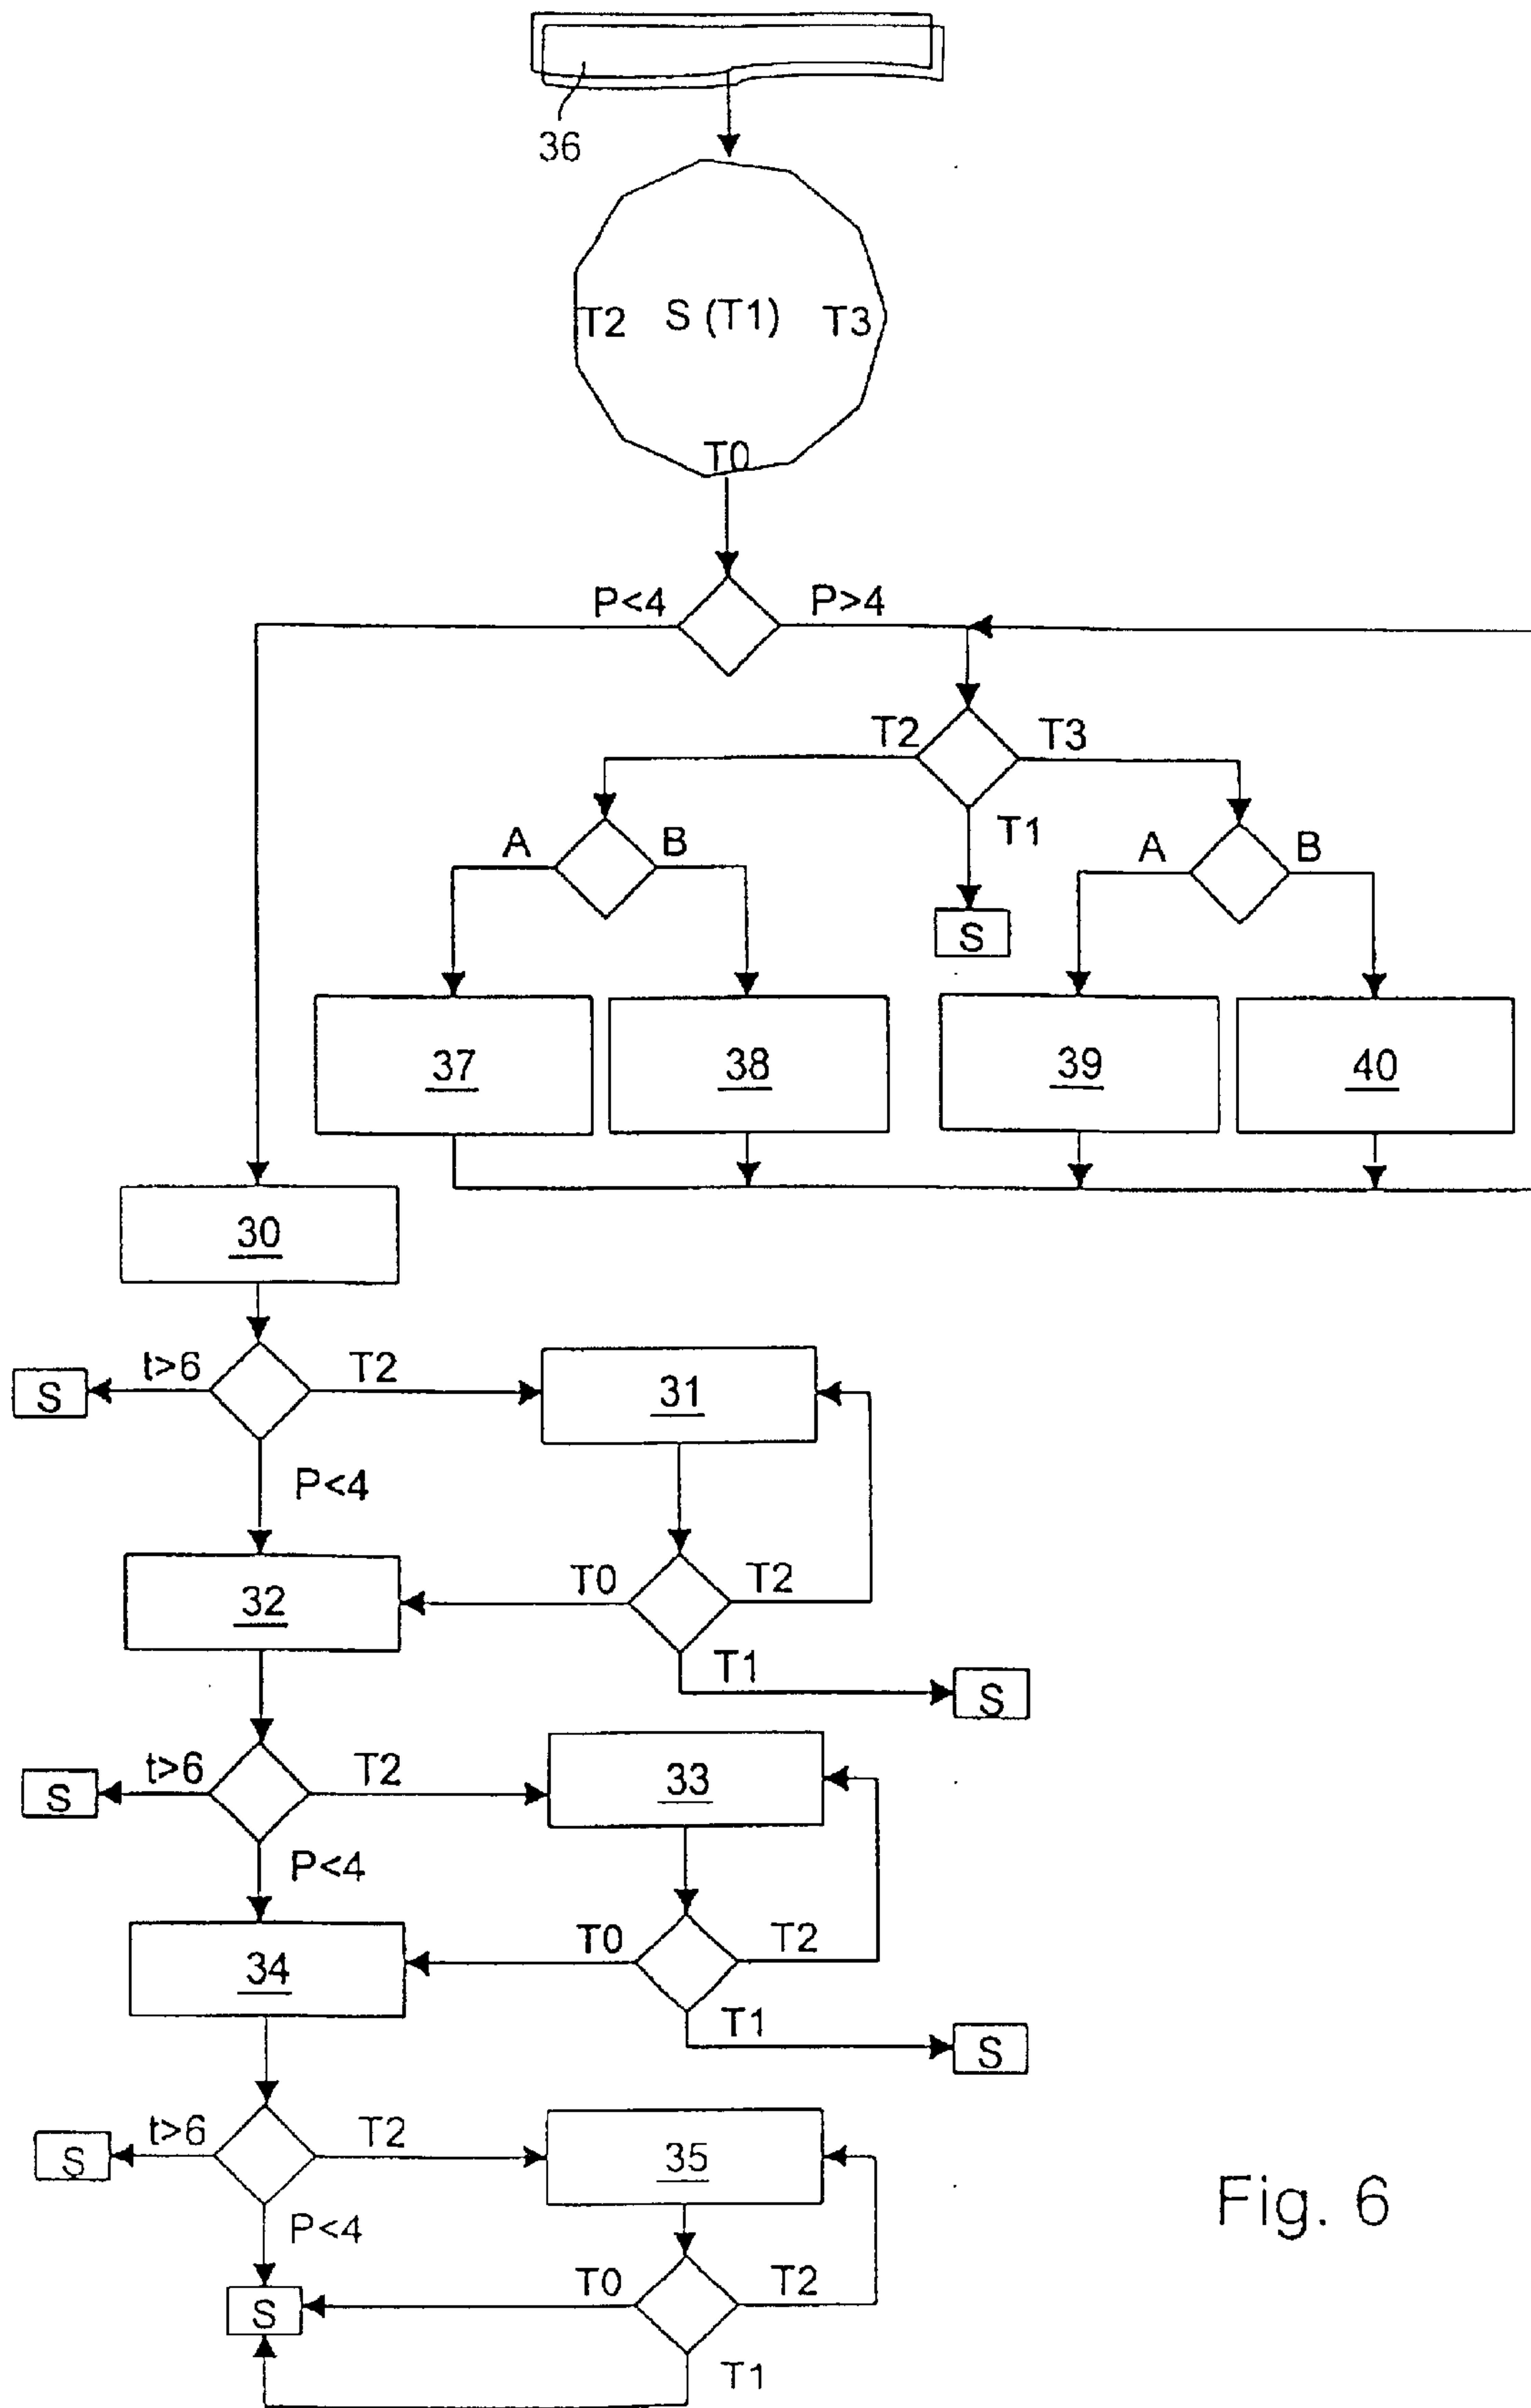 36
T2 S (T1) T3
T0
P<4 P>4
T2 T3
A B T1 A B
S
37 38 39 40
30
S t>6 T2 31
P<4
32 T0 T2
T1 S
S t>6 T2 33
P<4
34 T0 T2
T1 S
S t>6 T2 35
P<4
S T0 T2
T1
Fig. 6